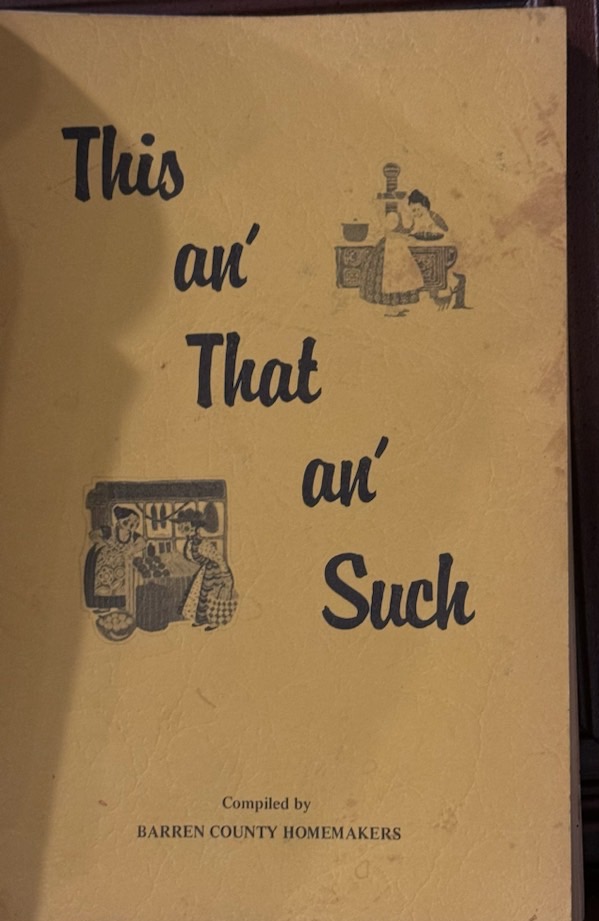 This
an'
That
an'
Such
Compiled by
BARREN COUNTY HOMEMAKERS